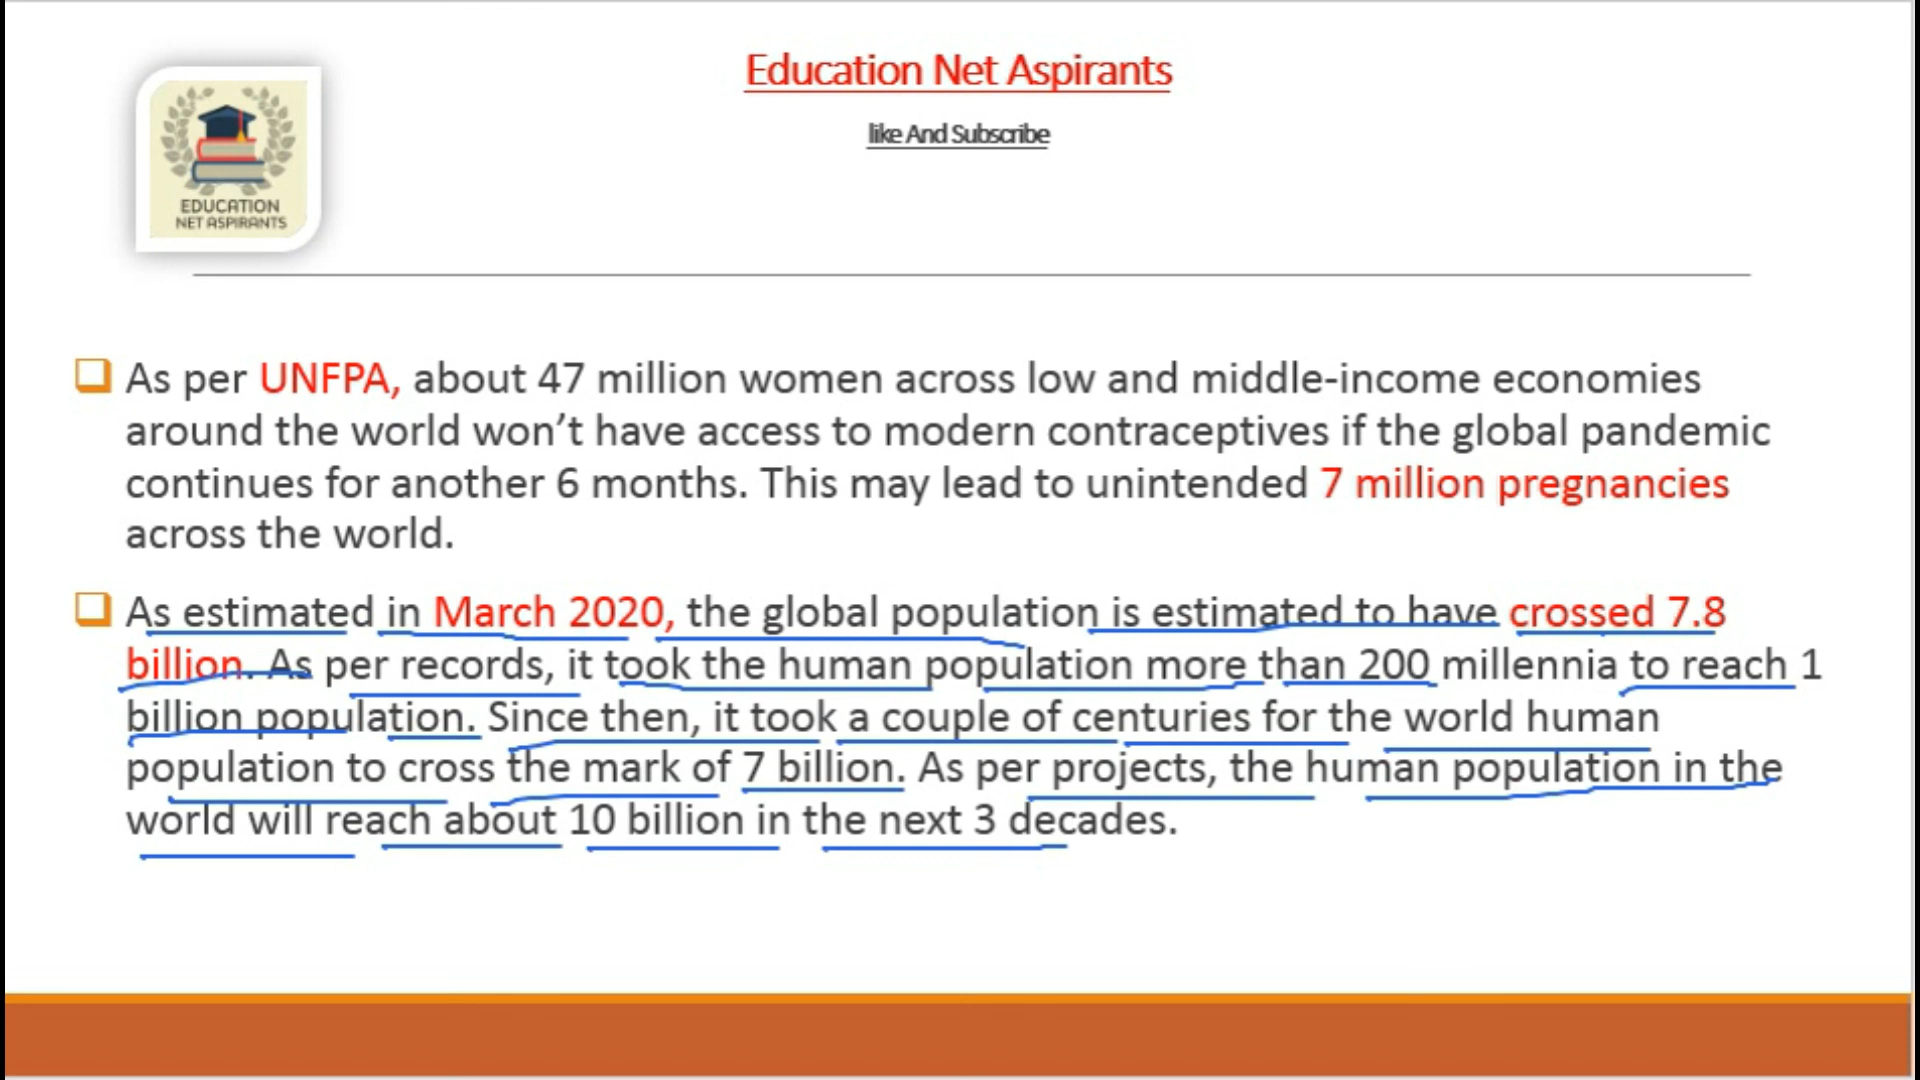 Education Net Aspirants
like And Subscribe
EDUCATION
NET ASPIRANTS
As per UNFPA, about 47 million women across low and middle-income economies
around the world won’t have access to modern contraceptives if the global pandemic
continues for another 6 months. This may lead to unintended 7 million pregnancies
across the world.
As estimated in March 2020, the global population is estimated to have crossed 7.8
billion. As per records, it took the human population more than 200 millennia to reach 1
billion population. Since then, it took a couple of centuries for the world human
population to cross the mark of 7 billion. As per projects, the human population in the
world will reach about 10 billion in the next 3 decades.